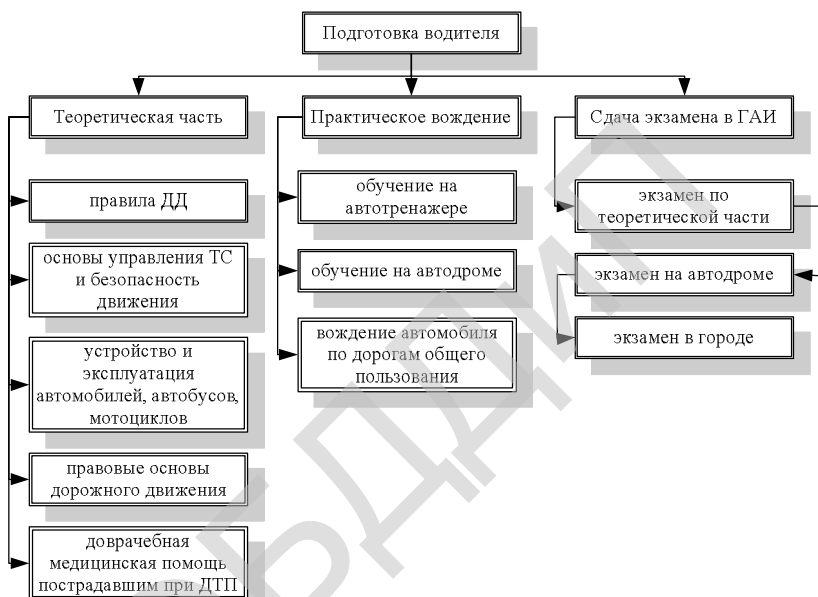 Подготовка водителя
Теоретическая часть
правила ДД
основы управления ТС
и безопасность
движения
устройство и
эксплуатация
автомобилей, автобусов,
мотоциклов
правовые основы
дорожного движения
доврачебная
медицинская помощь
пострадавшим при ДТП
Практическое вождение
обучение на
автотренажере
обучение на автодроме
вождение автомобиля
по дорогам общего
пользования
Сдача экзамена в ГАИ
экзамен по
теоретической части
экзамен на автодроме
экзамен в городе